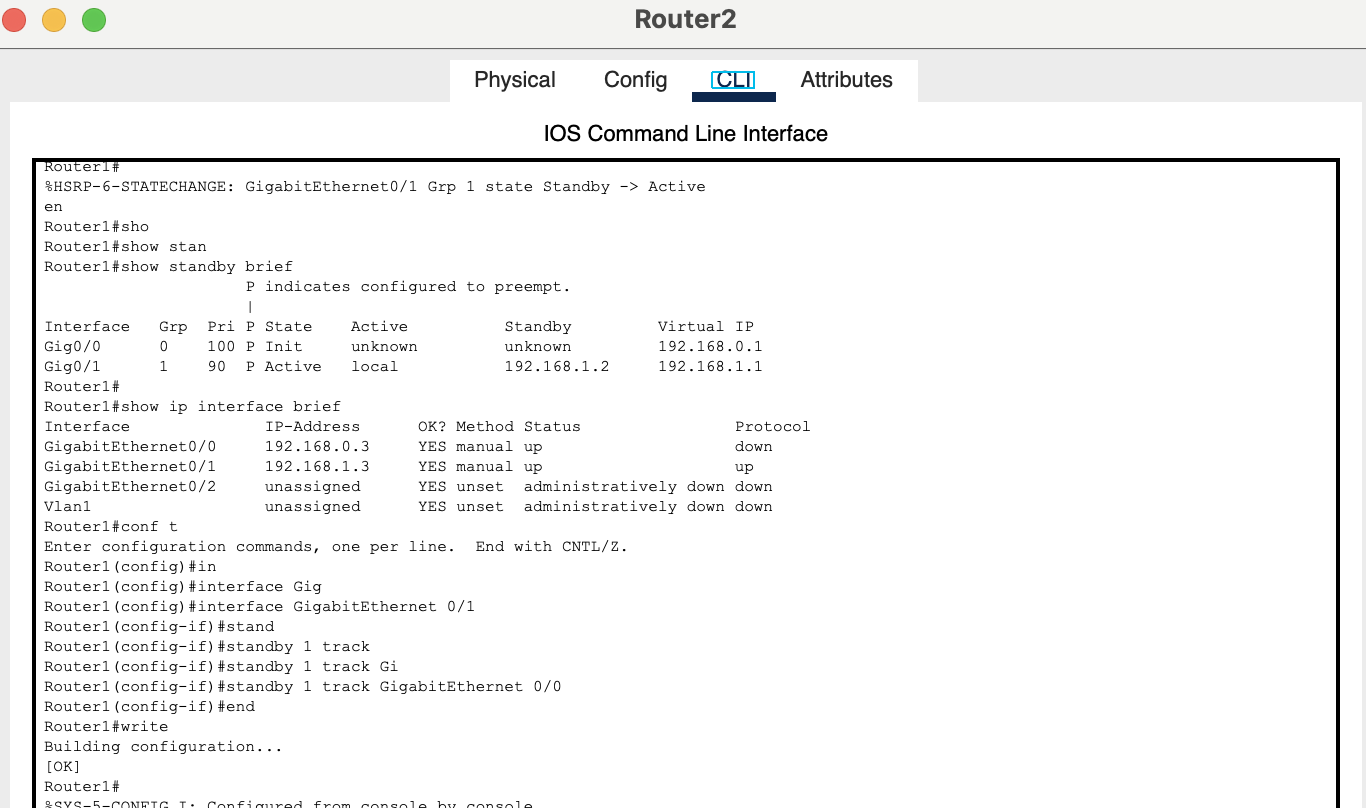 Router2
Physical Config CLI Attributes
IOS Command Line Interface
Router1#
%HSRP-6-STATECHANGE: GigabitEthernet0/1 Grp 1 state Standby -> Active
en
Router1#sho
Router1#show stan
Router1#show standby brief
                     P indicates configured to preempt.
                     |
Interface   Grp  Pri P State    Active          Standby         Virtual IP
Gig0/0      0    100 P Init     unknown         unknown         192.168.0.1
Gig0/1      1    90  P Active   local           192.168.1.2     192.168.1.1
Router1#
Router1#show ip interface brief
Interface              IP-Address      OK? Method Status                Protocol
GigabitEthernet0/0     192.168.0.3     YES manual up                    down
GigabitEthernet0/1     192.168.1.3     YES manual up                    up
GigabitEthernet0/2     unassigned      YES unset  administratively down down
Vlan1                  unassigned      YES unset  administratively down down
Router1#conf t
Enter configuration commands, one per line.  End with CNTL/Z.
Router1(config)#in
Router1(config)#interface Gig
Router1(config)#interface GigabitEthernet 0/1
Router1(config-if)#stand
Router1(config-if)#standby 1 track
Router1(config-if)#standby 1 track Gi
Router1(config-if)#standby 1 track GigabitEthernet 0/0
Router1(config-if)#end
Router1#write
Building configuration...
[OK]
Router1#
%SYS-5-CONFIG_I: Configured from console by console